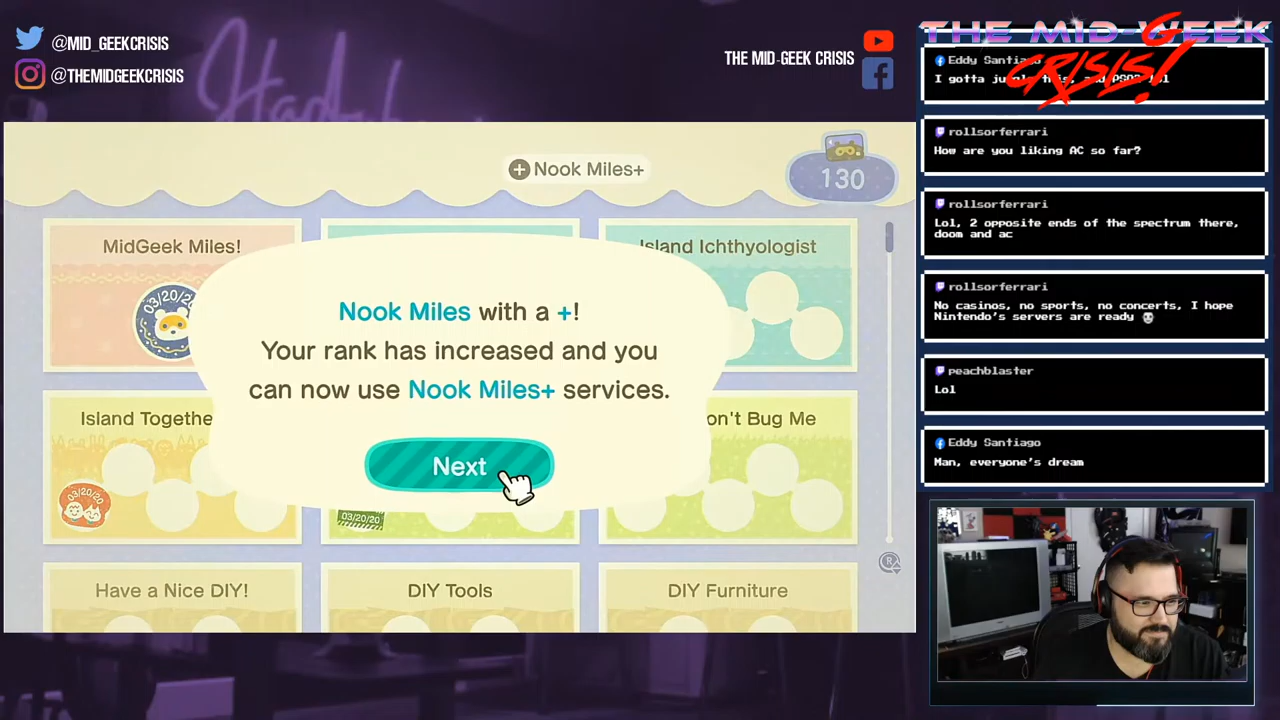 @MID_GEEKCRISIS
@THEMIDGEEKCRISIS
THE MID-GEEK CRISIS
THE MID-WEEK
G
CRISIS!
Nook Miles+
130
MidGeek Miles!
Island Ichthyologist
03/20/20
Nook Miles with a +!
Your rank has increased and you
can now use Nook Miles+ services.
Next
Island Togethe
on't Bug Me
03/20/20
03/20/20
Have a Nice DIY!
DIY Tools
DIY Furniture
R
Eddy Santiago
I gotta
lol
rollsorferrari
How are you liking AC so far?
rollsorferrari
Lol, 2 opposite ends of the spectrum there,
doom and ac
rollsorferrari
No casinos, no sports, no concerts, I hope
Nintendo's servers are ready
peachblaster
Lol
Eddy Santiago
Man, everyone's dream